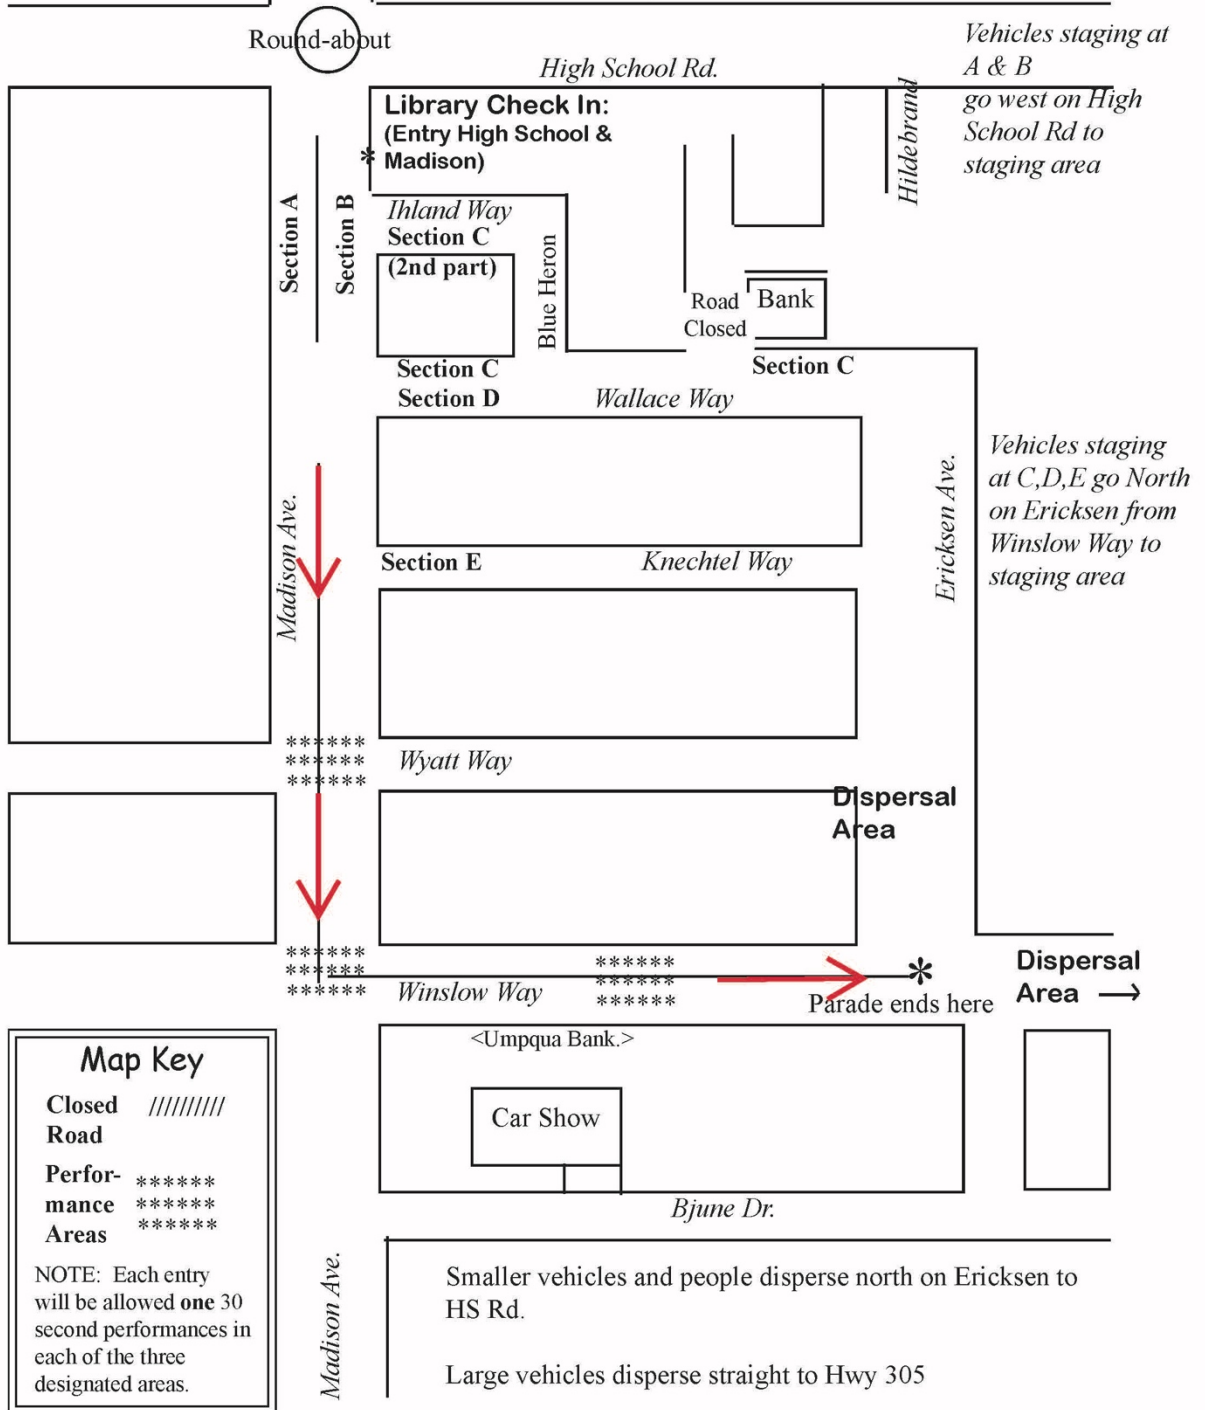 Round-about
High School Rd.
Vehicles staging at
A & B
go west on High
School Rd to
staging area
Hildebrand
Library Check In:
(Entry High School &
* Madison)
Section A
Section B
Ihland Way
Section C
(2nd part)
Blue Heron
Road
Closed
Bank
Section C
Section C
Section D
Wallace Way
Madison Ave.
Ericksen Ave.
Vehicles staging
at C,D,E go North
on Ericksen from
Winslow Way to
staging area
Section E
Knechtel Way
******
******
******
Wyatt Way
Dispersal
Area
******
******
******
******
******
******
Winslow Way
*
Parade ends here
Dispersal
Area →
<Umpqua Bank.>
Car Show
Bjune Dr.
Map Key
Closed //////////
Road
Perfor-
mance
Areas
******
******
******
NOTE: Each entry
will be allowed one 30
second performances in
each of the three
designated areas.
Madison Ave.
Smaller vehicles and people disperse north on Ericksen to
HS Rd.
Large vehicles disperse straight to Hwy 305